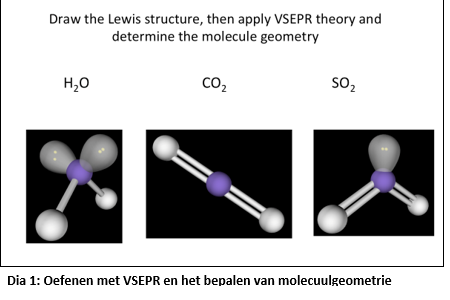 Draw the Lewis structure, then apply VSEPR theory and
determine the molecule geometry
H₂O CO₂ SO₂
Dia 1: Oefenen met VSEPR en het bepalen van molecuulgeometrie